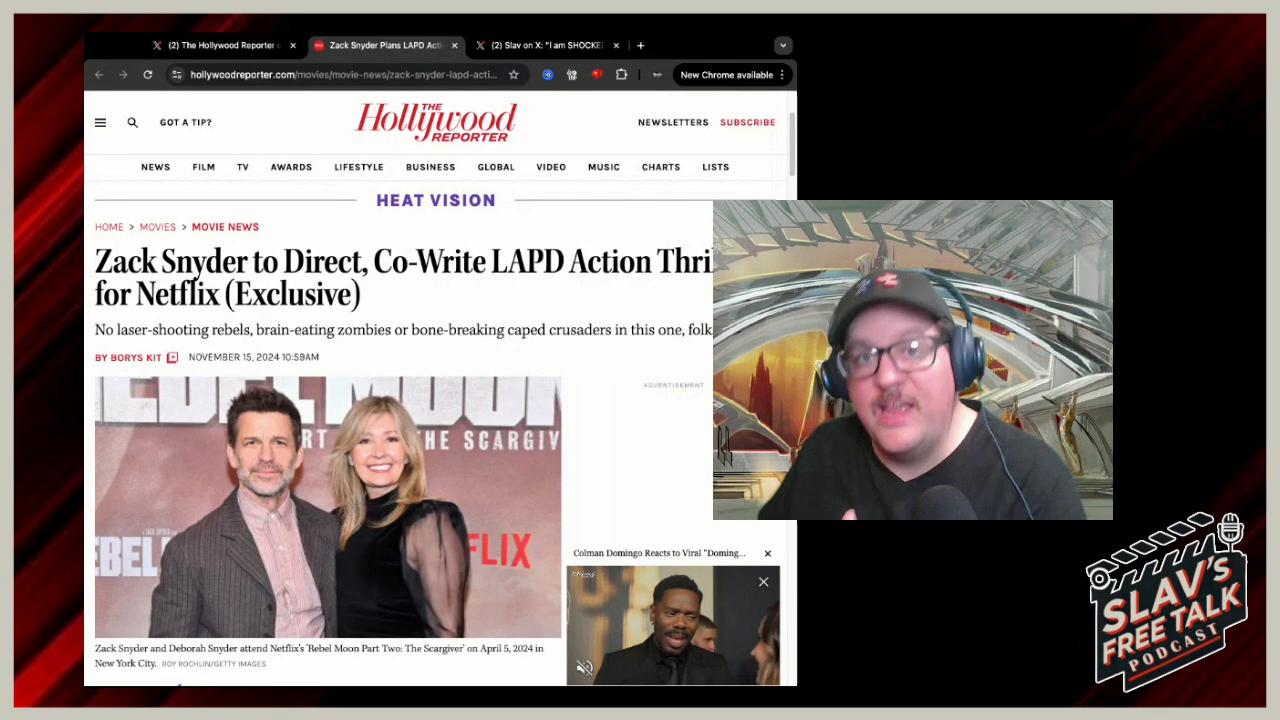 (2) The Hollywood Reporter
Zack Snyder Plans LAPD Acti
(2) Slav on X: "I am SHOCKE
hollywoodreporter.com/movies/movie-news/zack-snyder-lapd-acti...
New Chrome available
GOT A TIP?
THE
Hollywood
REPORTER
NEWSLETTERS
SUBSCRIBE
NEWS FILM TV AWARDS LIFESTYLE BUSINESS GLOBAL VIDEO MUSIC CHARTS LISTS
HEAT VISION
HOME > MOVIES > MOVIE NEWS
Zack Snyder to Direct, Co-Write LAPD Action Thri
for Netflix (Exclusive)
No laser-shooting rebels, brain-eating zombies or bone-breaking caped crusaders in this one, folk
BY BORYS KIT NOVEMBER 15, 2024 10:59AM
ADVERTISEMENT
EBEL MOON
RT THE SCARGIV
REBEL
FLIX
Colman Domingo Reacts to Viral "Doming...
Zack Snyder and Deborah Snyder attend Netflix's 'Rebel Moon Part Two: The Scargiver' on April 5, 2024 in
New York City. ROY ROCHLIN/GETTY IMAGES
SLAV'S
FREE TALK
PODCAST